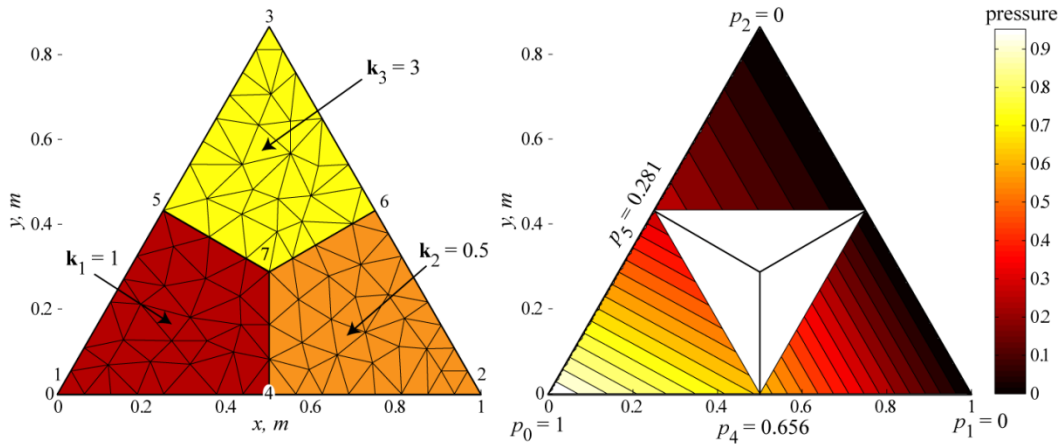 3
0.8
k₃ = 3
0.6
y, m
5
6
0.4
k₁ = 1
7
k₂ = 0.5
0.2
1
4
2
0
0 0.2 0.4 0.6 0.8 1
x, m
p₂ = 0
0.8
0.6
y, m
p₅ = 0.281
0.4
0.2
0
0 0.2 0.4 0.6 0.8 1
p₀ = 1
p₄ = 0.656
p₁ = 0
pressure
0.9
0.8
0.7
0.6
0.5
0.4
0.3
0.2
0.1
0